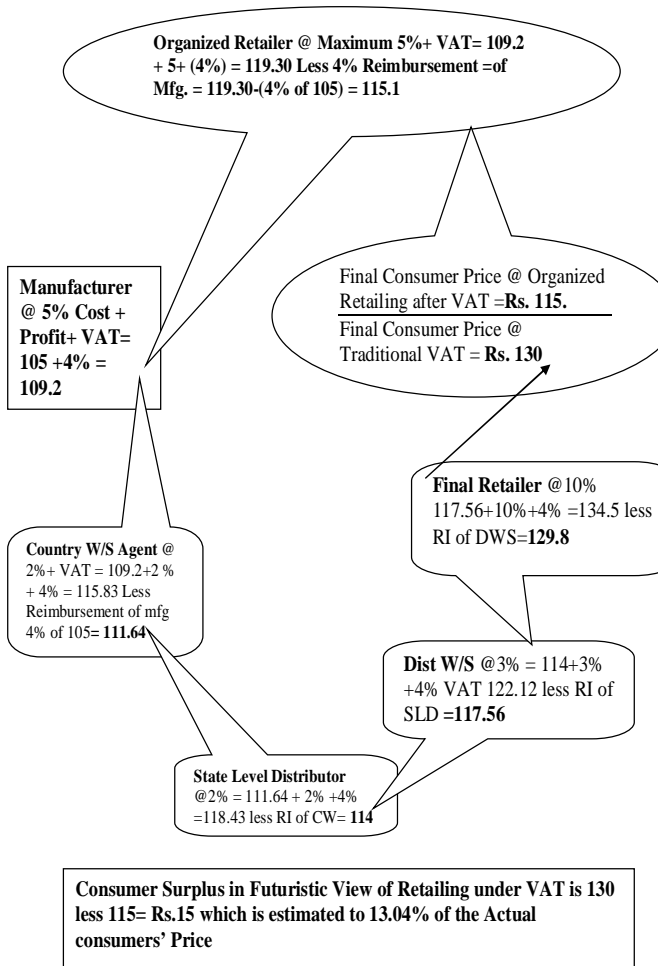 Organized Retailer @ Maximum 5%+ VAT= 109.2
+ 5+ (4%) = 119.30 Less 4% Reimbursement =of
Mfg. = 119.30-(4% of 105) = 115.1
Manufacturer
@ 5% Cost +
Profit+ VAT=
105 +4% =
109.2
Final Consumer Price @ Organized
Retailing after VAT =Rs. 115.
Final Consumer Price @
Traditional VAT = Rs. 130
Final Retailer @10%
117.56+10%+4% =134.5 less
RI of DWS=129.8
Country W/S Agent @
2%+ VAT = 109.2+2 %
+ 4% = 115.83 Less
Reimbursement of mfg
4% of 105= 111.64
Dist W/S @3% = 114+3%
+4% VAT 122.12 less RI of
SLD =117.56
State Level Distributor
@2% = 111.64 + 2% +4%
=118.43 less RI of CW= 114
Consumer Surplus in Futuristic View of Retailing under VAT is 130
less 115= Rs.15 which is estimated to 13.04% of the Actual
consumers’ Price